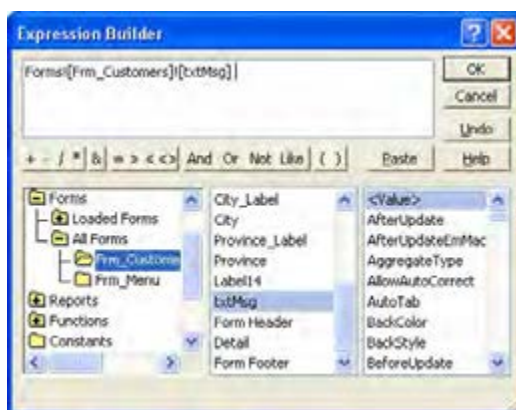 Expression Builder
Forms![Frm_Customers]![txtMsg]
OK
Cancel
Undo
+ - / * & = > < <> And Or Not Like ( ) Paste Help
Forms
Loaded Forms
All Forms
Frm_Custome
Frm_Menu
Reports
Functions
Constants
City_Label
City
Province_Label
Province
Label14
txtMsg
Form Header
Detail
Form Footer
<Value>
AfterUpdate
AfterUpdateEmMac
AggregateType
AllowAutoCorrect
AutoTab
BackColor
BackStyle
BeforeUpdate